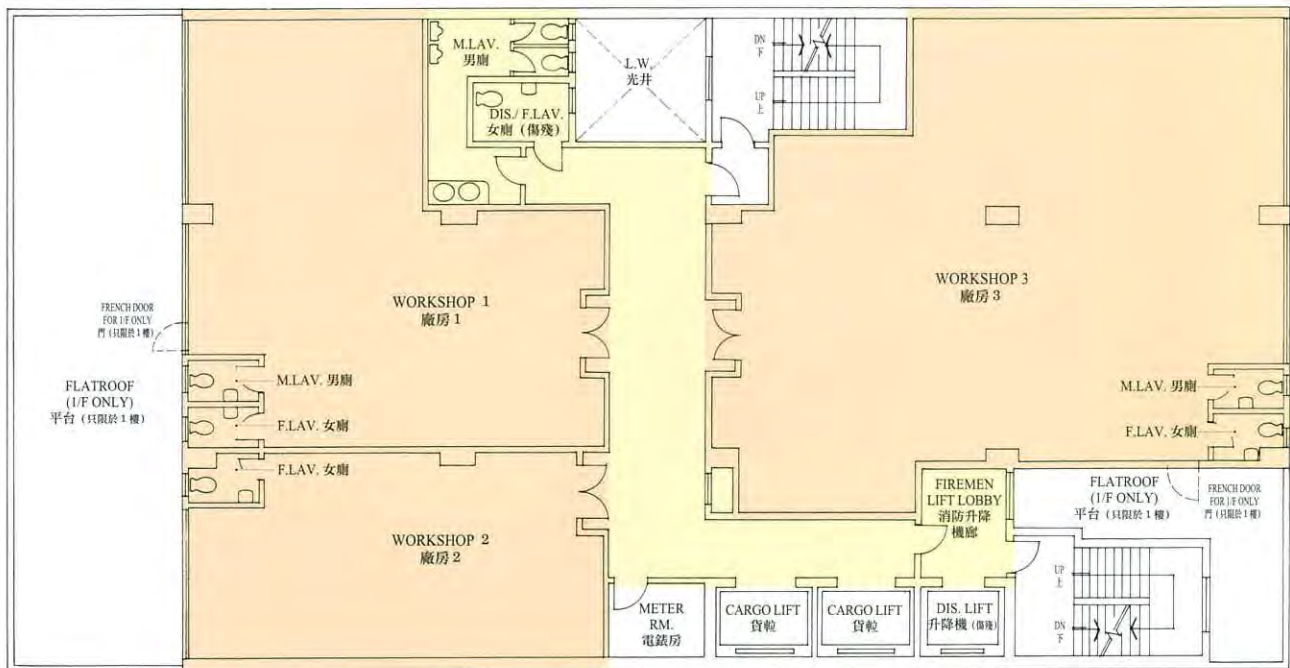 M.LAV.
男廁
L.W.
光井
DN
下
UP
上
DIS./ F.LAV.
女廁 (傷殘)
WORKSHOP 1
廠房 1
WORKSHOP 3
廠房 3
FRENCH DOOR
FOR 1/F ONLY
門 (只限於 1 樓)
FLATROOF
(1/F ONLY)
平台 (只限於 1 樓)
M.LAV. 男廁
F.LAV. 女廁
F.LAV. 女廁
M.LAV. 男廁
F.LAV. 女廁
WORKSHOP 2
廠房 2
FIREMEN
LIFT LOBBY
消防升降
機廊
FLATROOF
(1/F ONLY)
平台 (只限於 1 樓)
FRENCH DOOR
FOR 1/F ONLY
門 (只限於 1 樓)
UP
上
DN
下
METER
RM.
電錶房
CARGO LIFT
貨𨋢
CARGO LIFT
貨𨋢
DIS. LIFT
升降機 (傷殘)